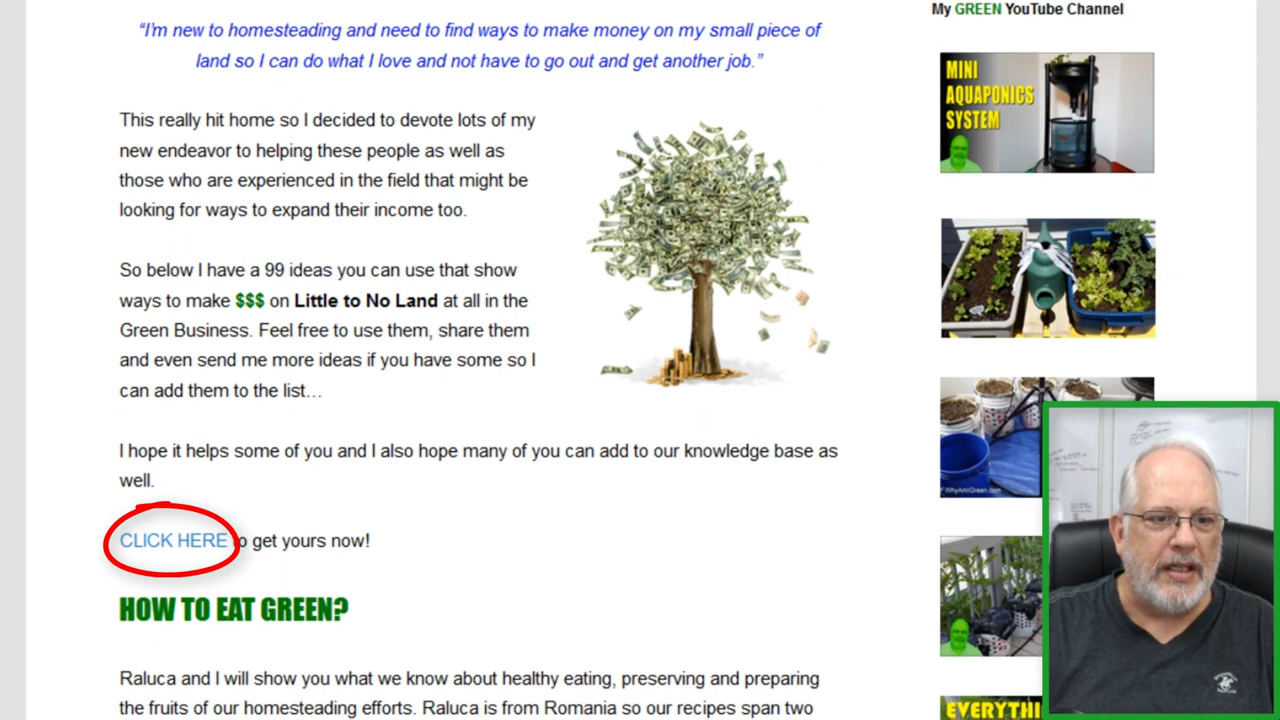 “I’m new to homesteading and need to find ways to make money on my small piece of
land so I can do what I love and not have to go out and get another job.”
This really hit home so I decided to devote lots of my
new endeavor to helping these people as well as
those who are experienced in the field that might be
looking for ways to expand their income too.
So below I have a 99 ideas you can use that show
ways to make $$$ on Little to No Land at all in the
Green Business. Feel free to use them, share them
and even send me more ideas if you have some so I
can add them to the list…
I hope it helps some of you and I also hope many of you can add to our knowledge base as
well.
CLICK HERE to get yours now!
HOW TO EAT GREEN?
Raluca and I will show you what we know about healthy eating, preserving and preparing
the fruits of our homesteading efforts. Raluca is from Romania so our recipes span two
My GREEN YouTube Channel
MINI
AQUAPONICS
SYSTEM
WhyAmIGreen.com
EVERYTHI